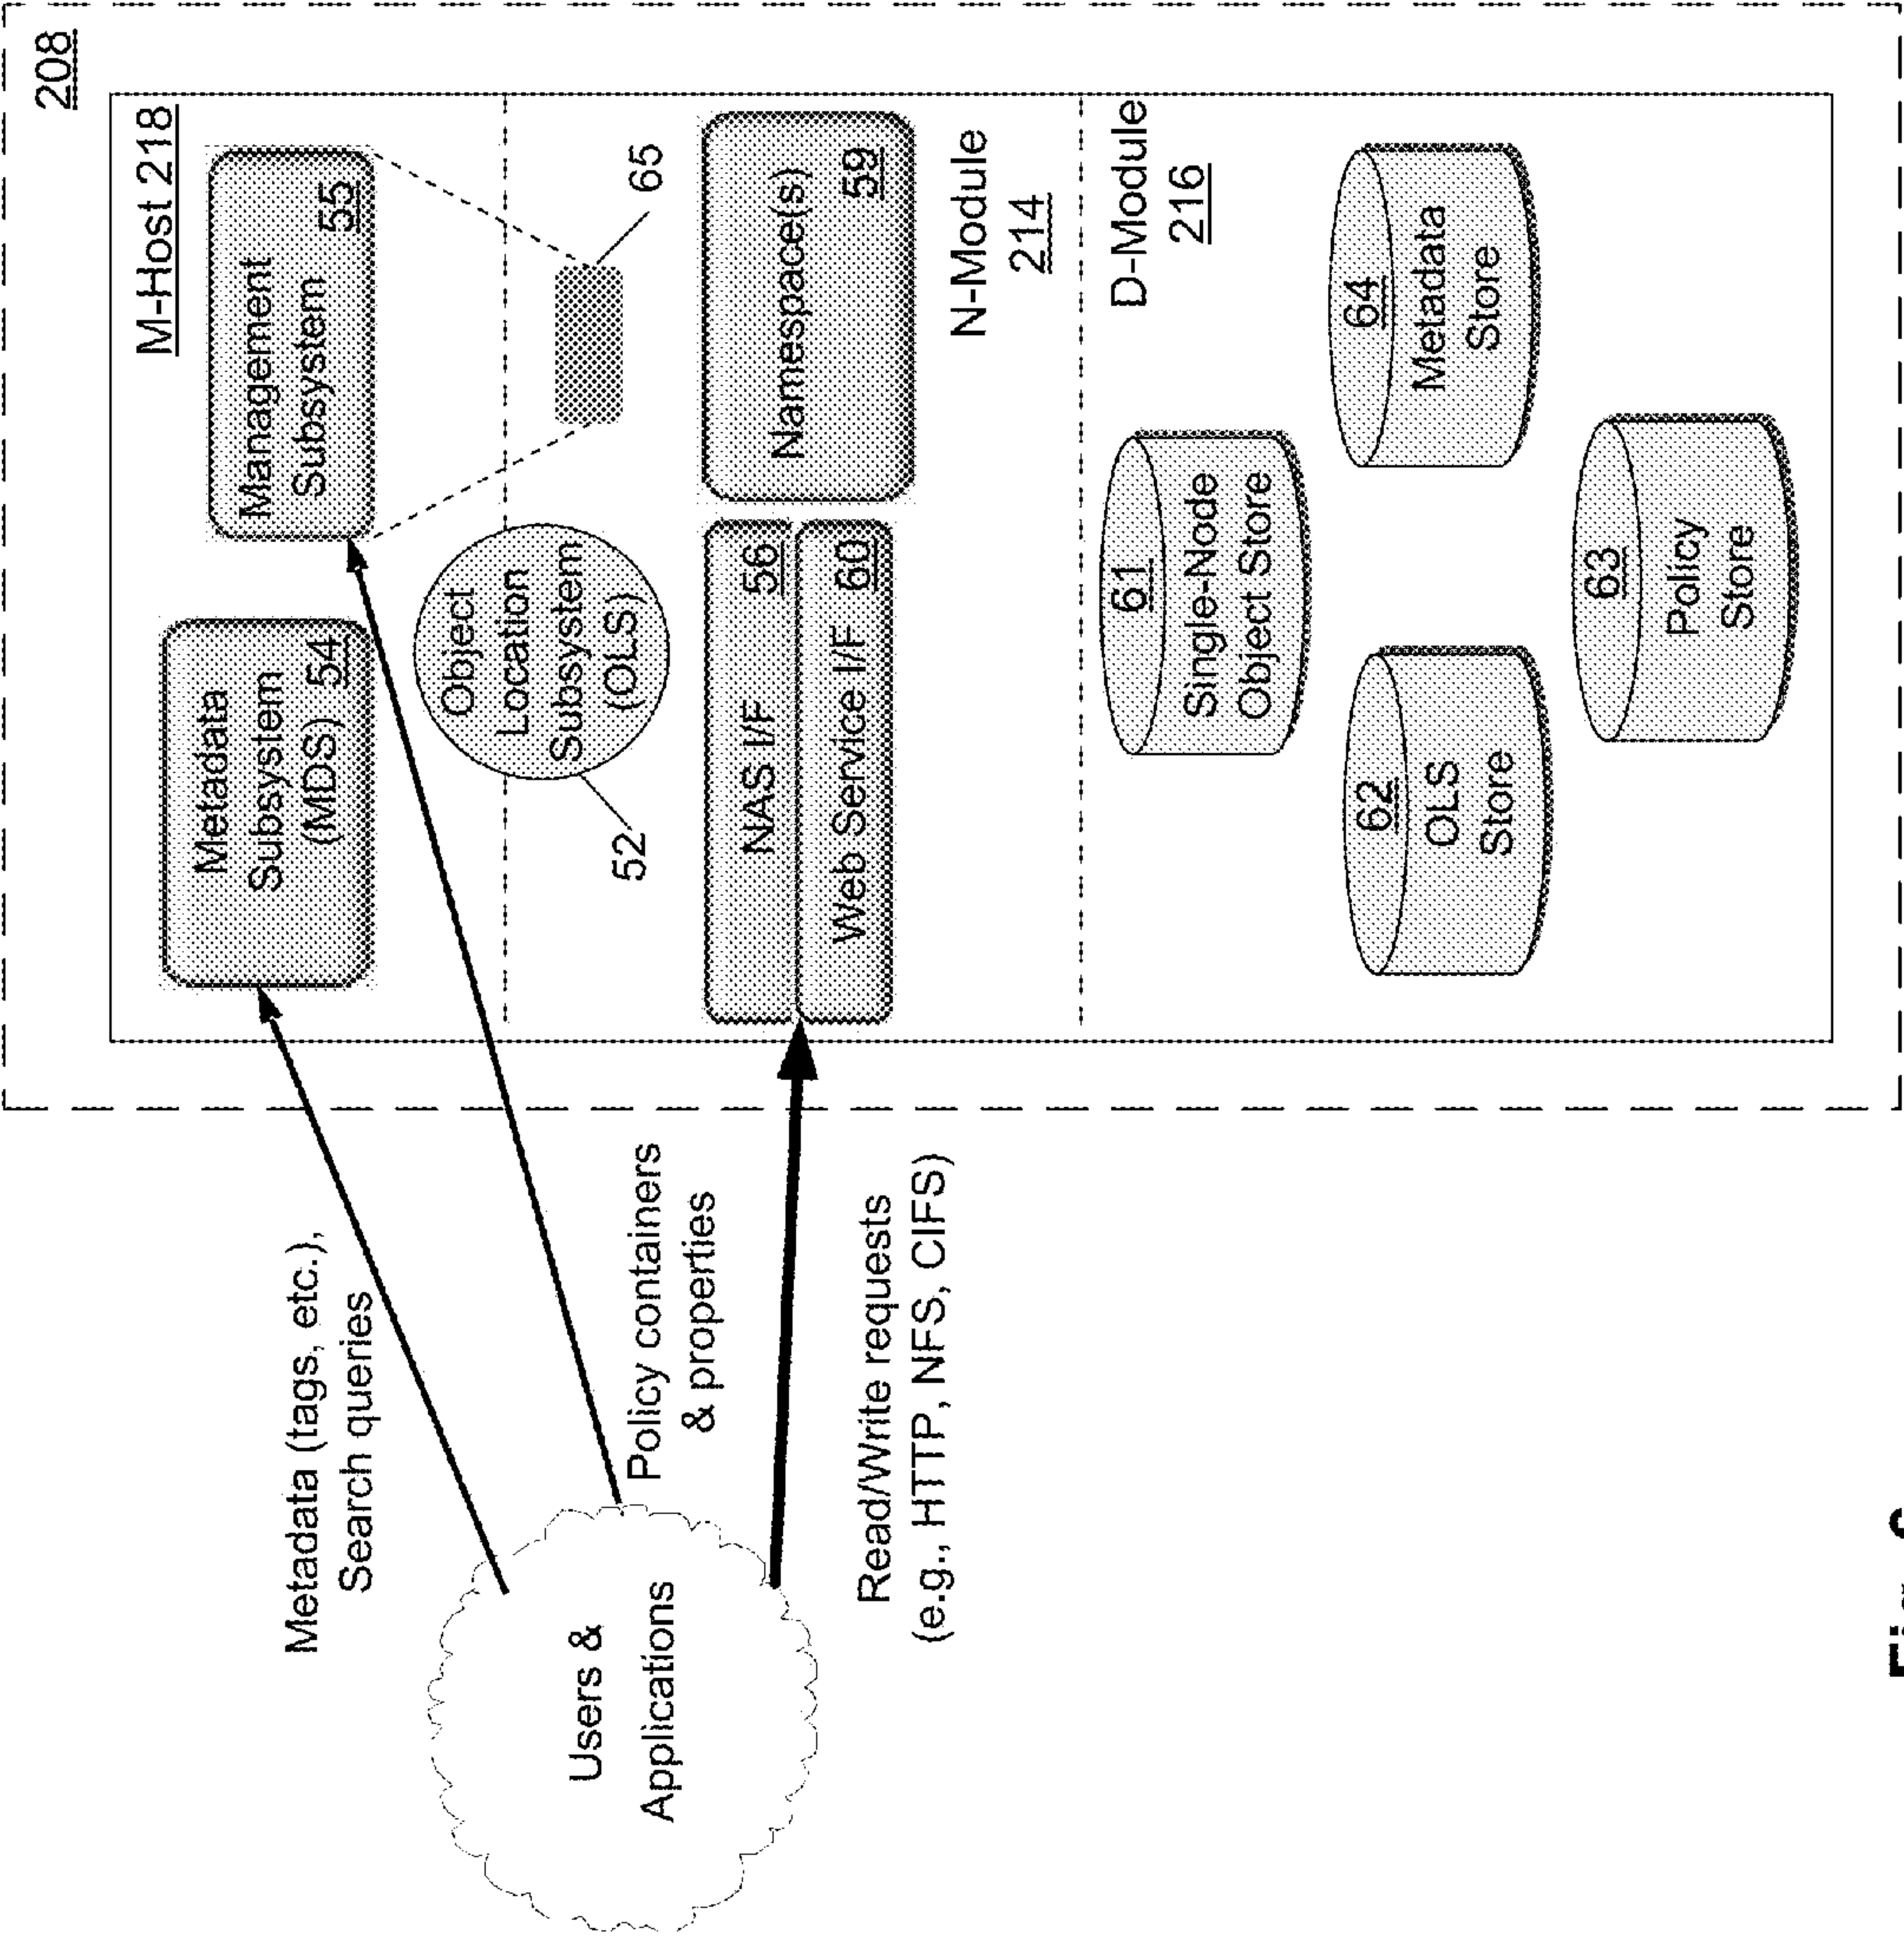 208
M-Host 218
Metadata
Subsystem
(MDS) 54
Management
Subsystem
55
Object
Location
Subsystem
(OLS)
52
65
NAS I/F 56
Web Service I/F 60
Namespace(s)
59
N-Module
214
D-Module
216
61
Single-Node
Object Store
62
OLS
Store
64
Metadata
Store
63
Policy
Store
Metadata (tags, etc.),
Search queries
Policy containers
& properties
Users &
Applications
Read/Write requests
(e.g., HTTP, NFS, CIFS)